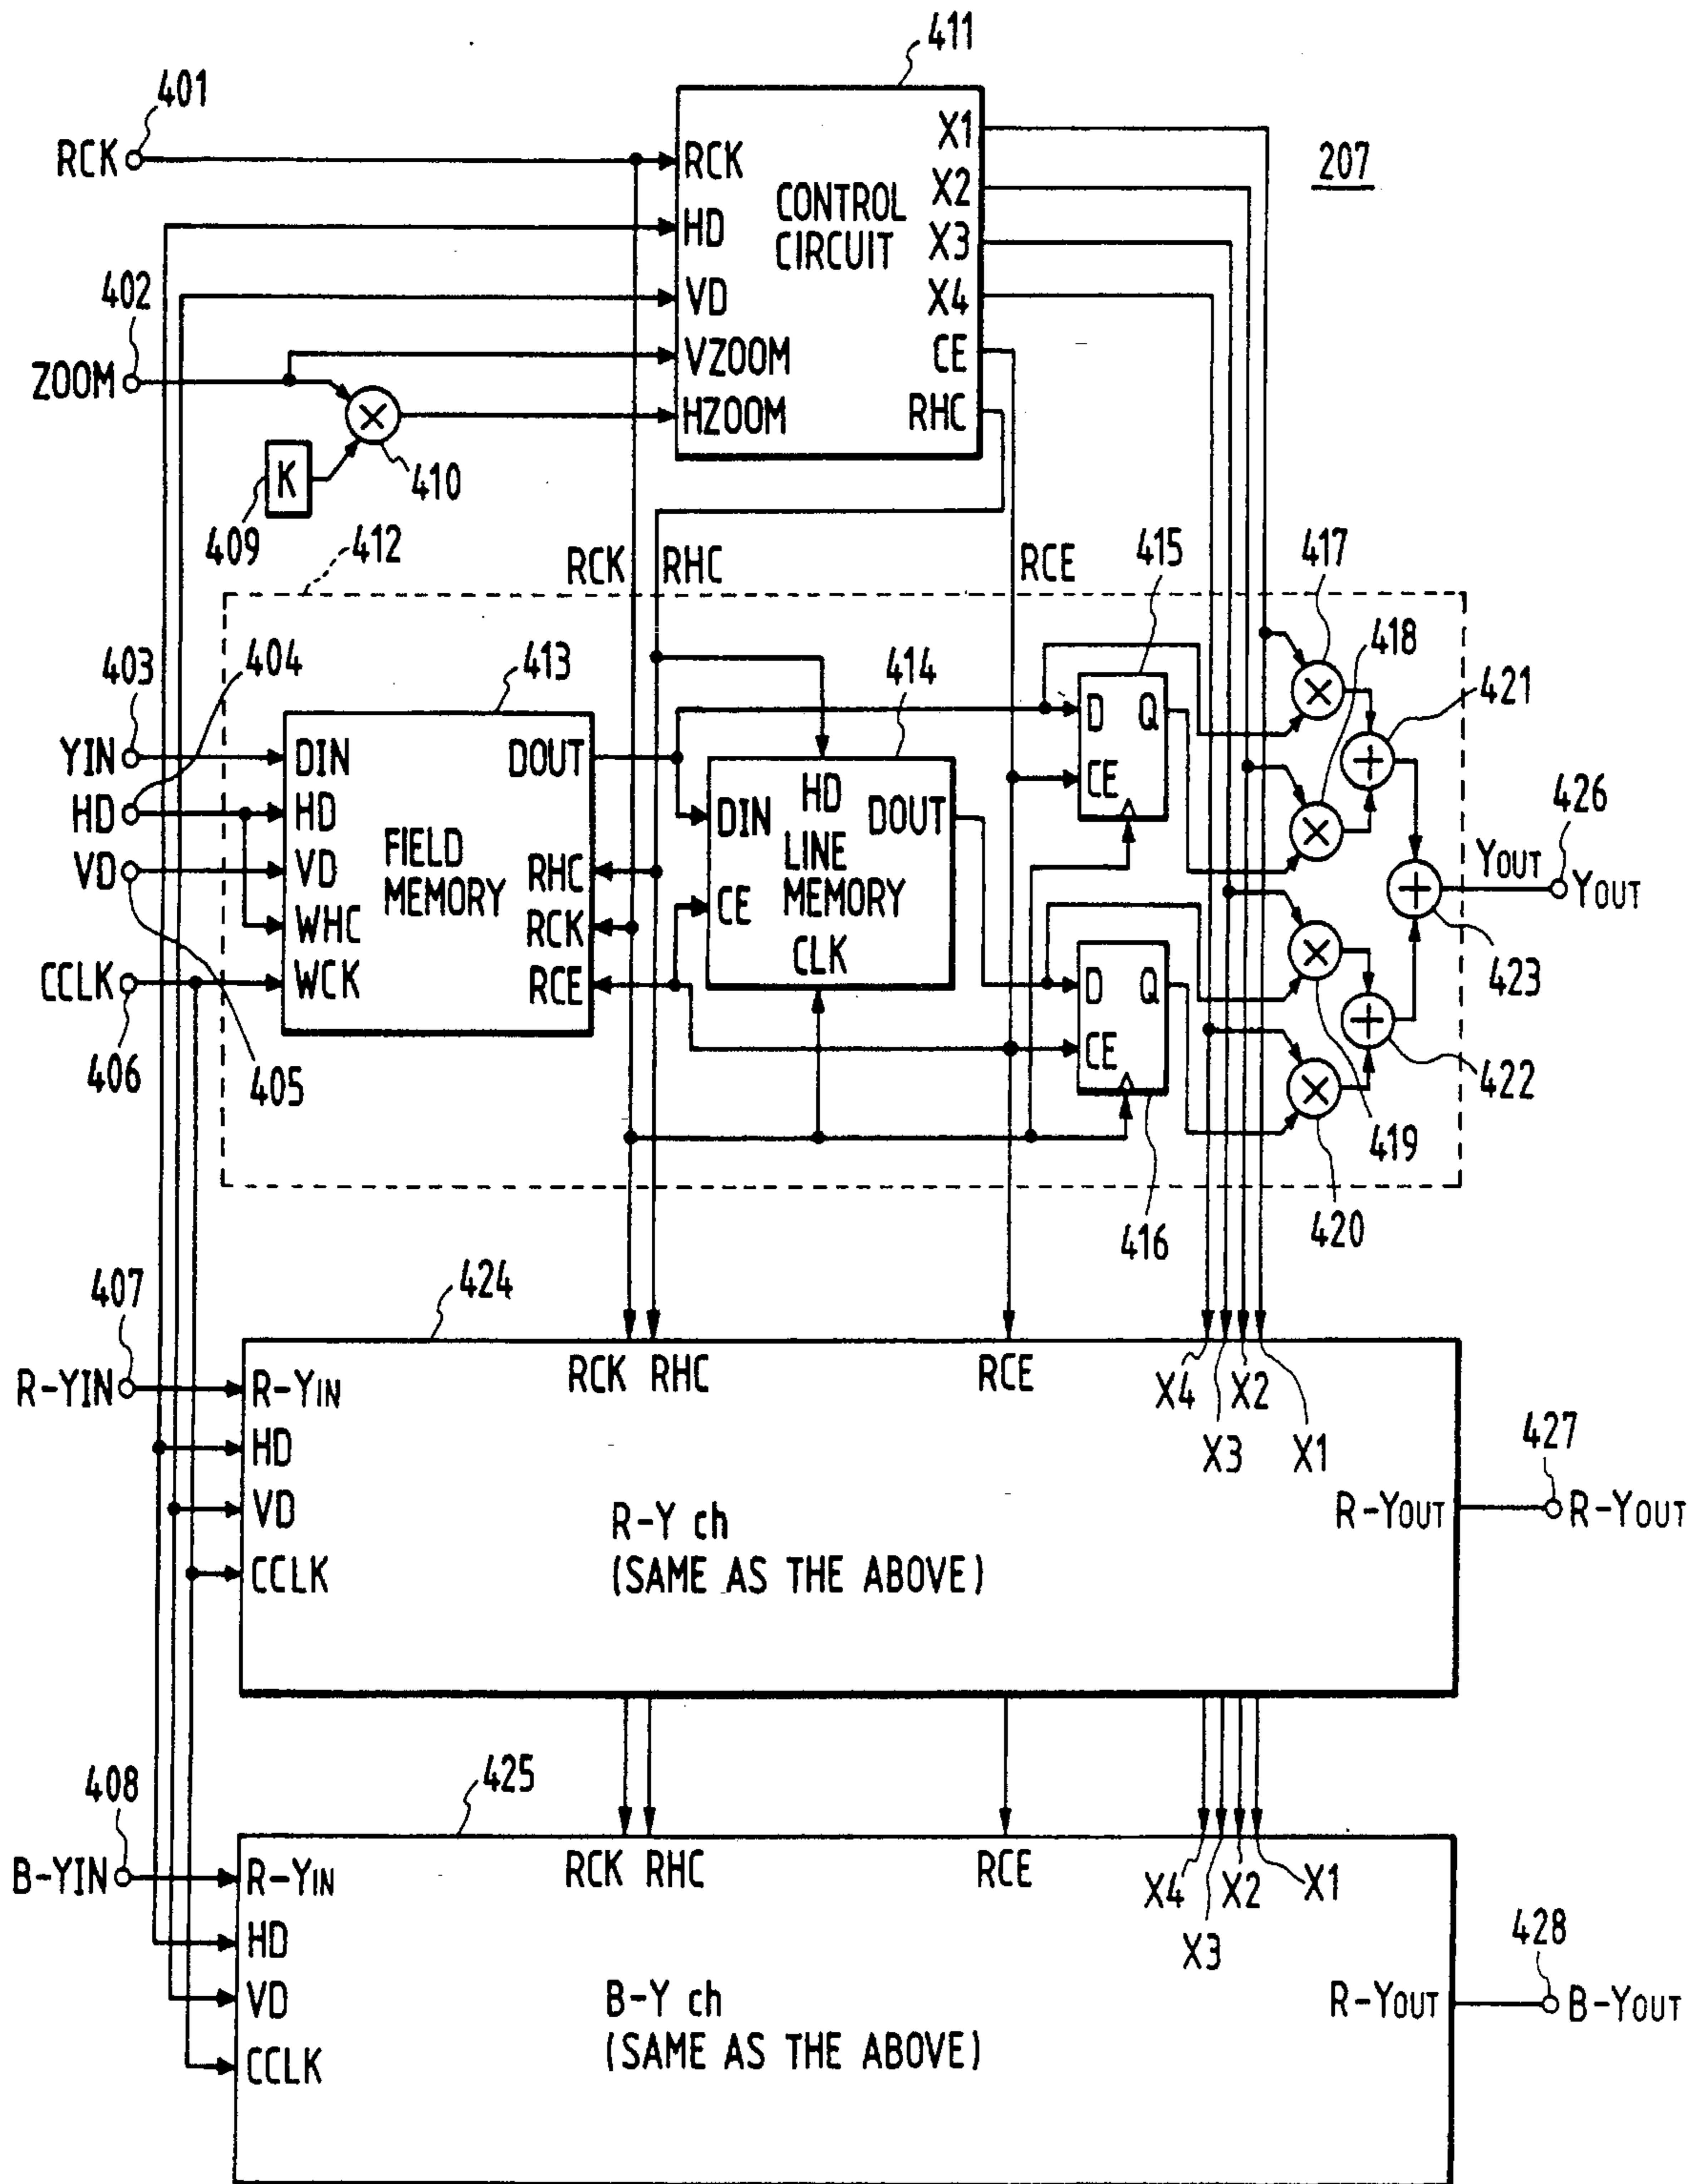 411
401
RCK
RCK
X1
207
CONTROL
CIRCUIT
X2
HD
X3
402
VD
X4
VZOOM
CE
ZOOM
HZOOM
RHC
K
410
409
412
RCK
RHC
RCE
415
417
418
403
404
413
414
421
D
Q
YIN
DIN
DOUT
HD
426
HD
HD
DIN
DOUT
CE
FIELD
MEMORY
LINE
MEMORY
VD
VD
RHC
CE
YOUT
YOUT
WHC
RCK
CLK
423
CCLK
WCK
RCE
D
Q
CE
406
405
422
419
416
420
407
424
RCK
RHC
RCE
X4
X2
R-YIN
R-YIN
HD
X3
X1
427
VD
R-Y ch
R-YOUT
R-YOUT
CCLK
(SAME AS THE ABOVE)
408
425
RCK
RHC
RCE
X4
X2
X1
B-YIN
R-YIN
HD
X3
428
VD
B-Y ch
R-YOUT
B-YOUT
(SAME AS THE ABOVE)
CCLK